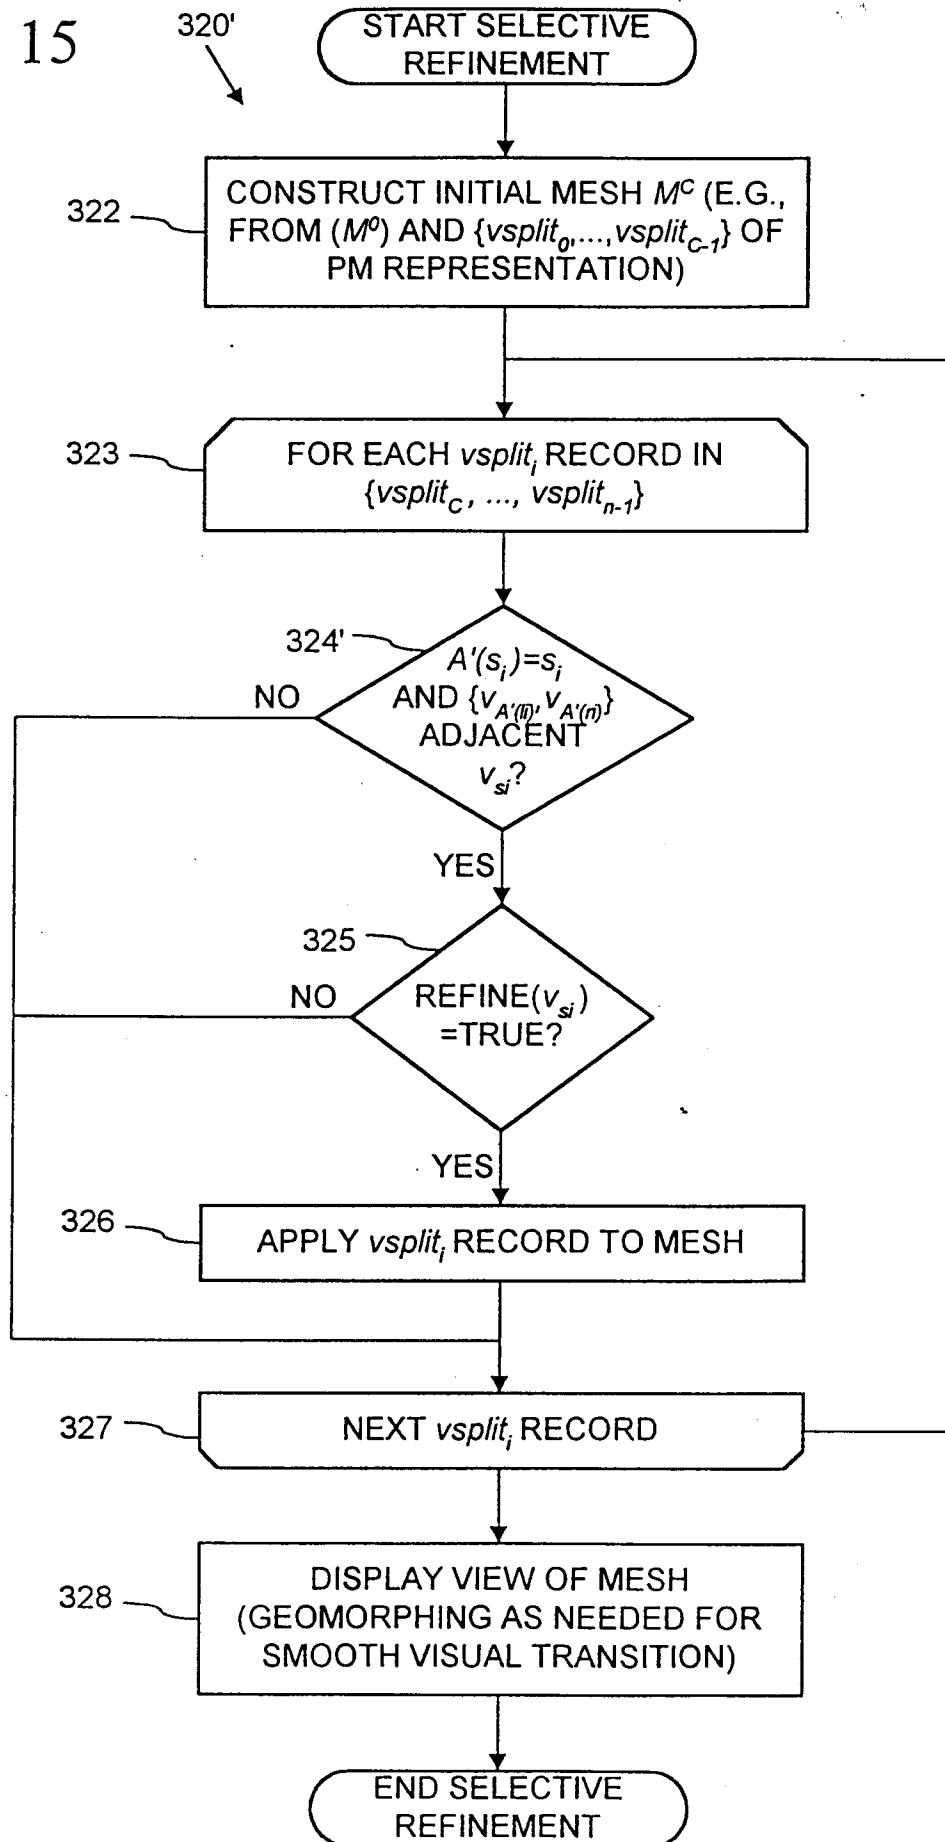 15
320'
START SELECTIVE
REFINEMENT
322
CONSTRUCT INITIAL MESH M^C (E.G.,
FROM (M^0) AND {vsplit_0,...,vsplit_C-1} OF
PM REPRESENTATION)
323
FOR EACH vsplit_i RECORD IN
{vsplit_C, ..., vsplit_n-1}
324'
A'(s_i)=s_i
AND {v_A'(li), v_A'(ri)}
ADJACENT
v_si?
NO
YES
325
REFINE(v_si)
=TRUE?
NO
YES
326
APPLY vsplit_i RECORD TO MESH
327
NEXT vsplit_i RECORD
328
DISPLAY VIEW OF MESH
(GEOMORPHING AS NEEDED FOR
SMOOTH VISUAL TRANSITION)
END SELECTIVE
REFINEMENT